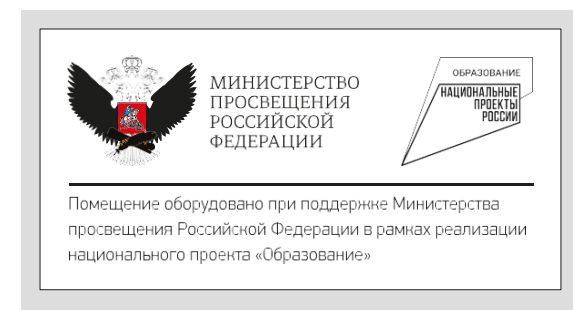 МИНИСТЕРСТВО
ПРОСВЕЩЕНИЯ
РОССИЙСКОЙ
ФЕДЕРАЦИИ
ОБРАЗОВАНИЕ
НАЦИОНАЛЬНЫЕ
ПРОЕКТЫ
РОССИИ
Помещение оборудовано при поддержке Министерства
просвещения Российской Федерации в рамках реализации
национального проекта «Образование»